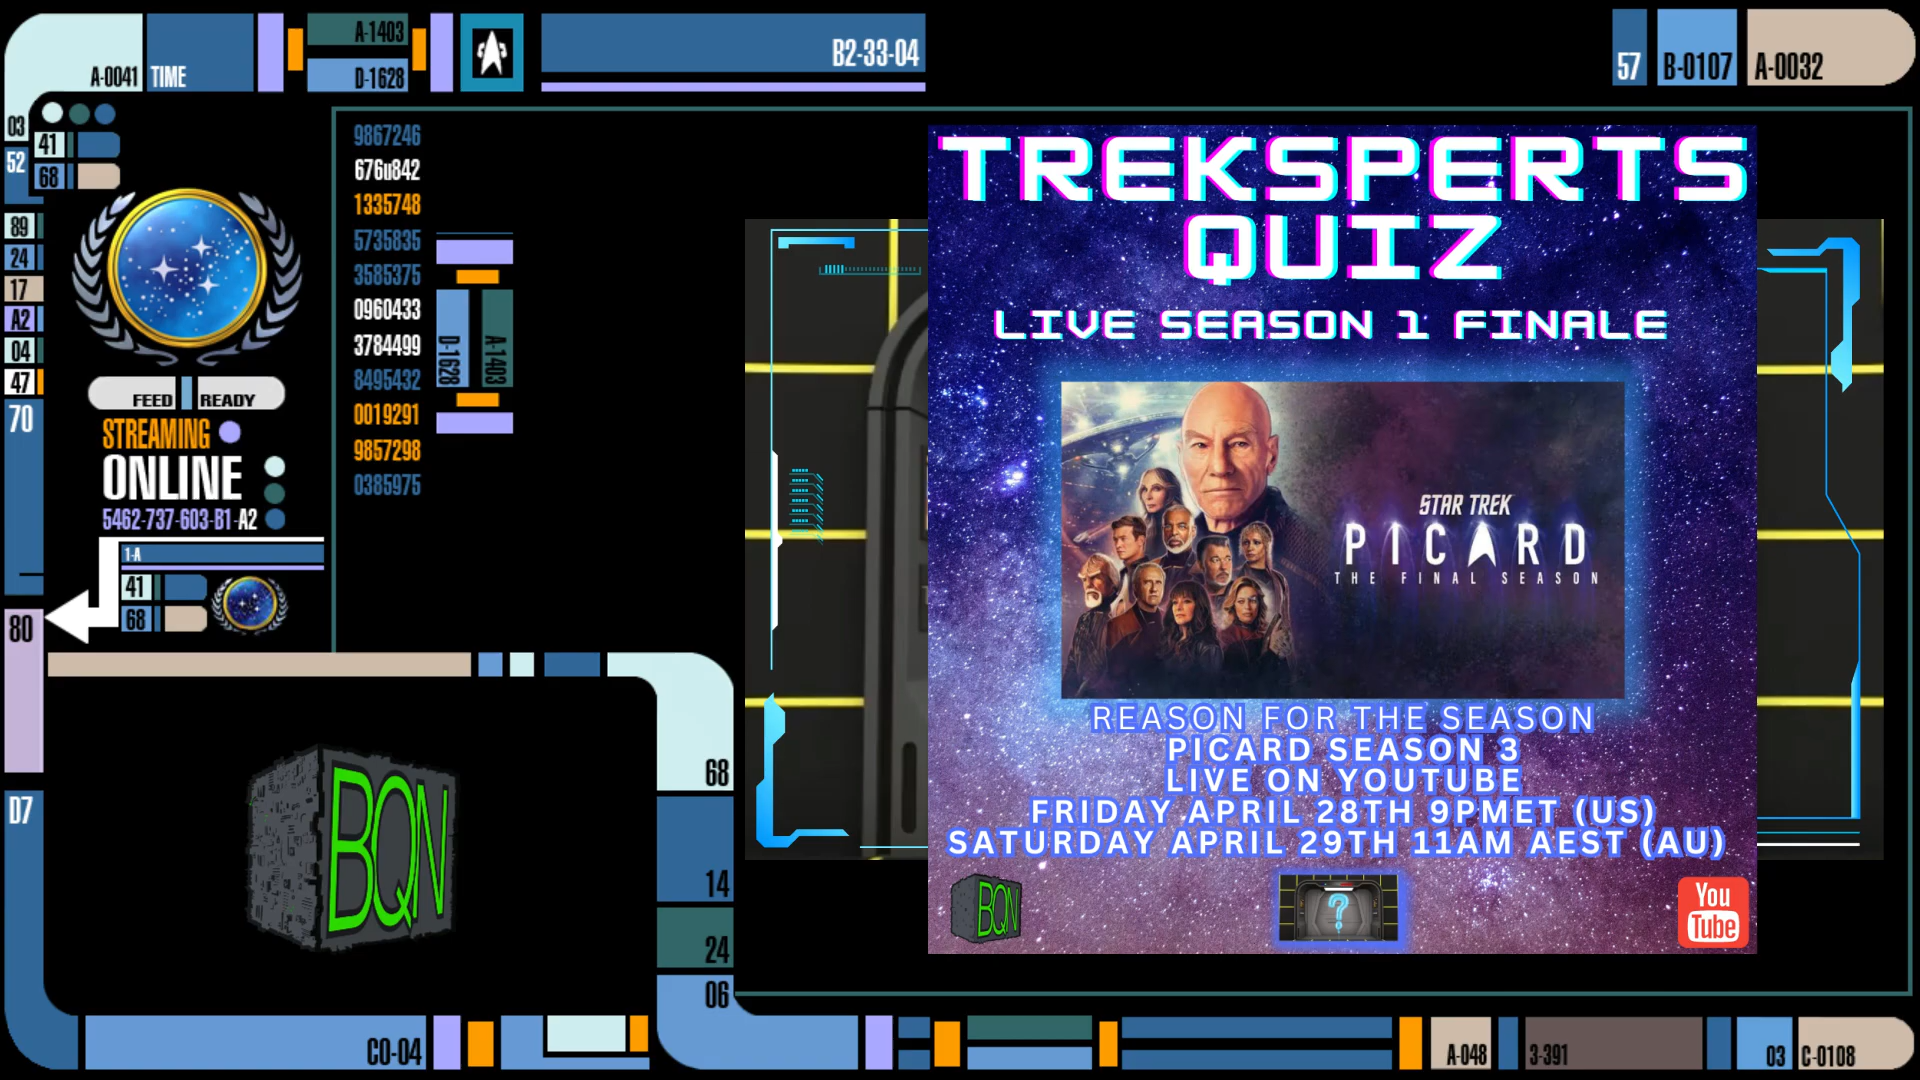 A-0041
TIME
A-1403
D-1628
B2-33-04
57
B-0107
A-0032
03
41
52
68
89
24
17
A2
04
47
70
FEED
READY
STREAMING
ONLINE
5462-737-603-B1-A2
1-A
41
68
80
D7
9867246
676u842
1335748
5735835
3585375
0960433
3784499
8495432
0019291
9857298
0385975
D-1628
A-1403
BQN
68
14
24
06
TREKSPERTS
QUIZ
LIVE SEASON 1 FINALE
STAR TREK
PICARD
THE FINAL SEASON
REASON FOR THE SEASON
PICARD SEASON 3
LIVE ON YOUTUBE
FRIDAY APRIL 28TH 9PMET (US)
SATURDAY APRIL 29TH 11AM AEST (AU)
BQN
?
You
Tube
C0-04
A-048
3-391
03
C-0108